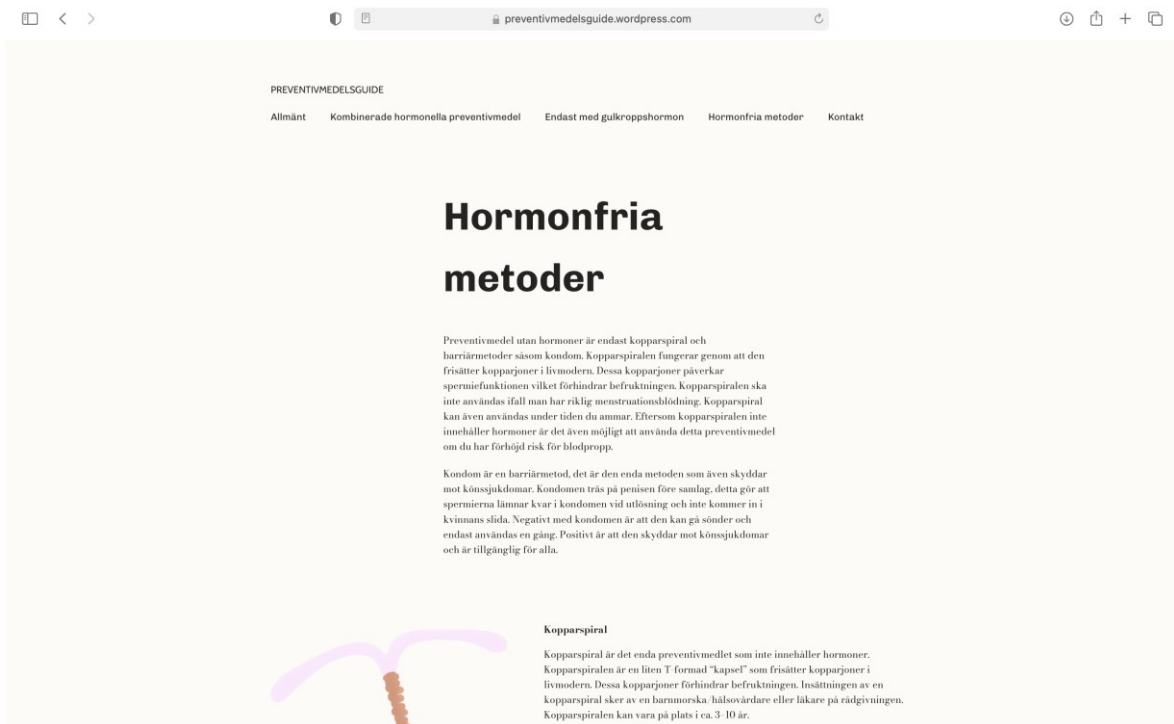 preventivmedelsguide.wordpress.com
PREVENTIVMEDELSGUIDE
Allmänt Kombinerade hormonella preventivmedel Endast med gulkroppshormon Hormonfria metoder Kontakt
Hormonfria
metoder
Preventivmedel utan hormoner är endast kopparspiral och
barriärmetoder såsom kondom. Kopparspiralen fungerar genom att den
frisätter kopparjoner i livmodern. Dessa kopparjoner påverkar
spermiefunktionen vilket förhindrar befruktningen. Kopparspiralen ska
inte användas ifall man har riklig menstruationsblödning. Kopparspiral
kan även användas under tiden du ammar. Eftersom kopparspiralen inte
innehåller hormoner är det även möjligt att använda detta preventivmedel
om du har förhöjd risk för blodpropp.
Kondom är en barriärmetod, det är den enda metoden som även skyddar
mot könssjukdomar. Kondomen träs på penisen före samlag, detta gör att
spermierna lämnar kvar i kondomen vid utlösning och inte kommer in i
kvinnans slida. Negativt med kondomen är att den kan gå sönder och
endast användas en gång. Positivt är att den skyddar mot könssjukdomar
och är tillgänglig för alla.
Kopparspiral
Kopparspiral är det enda preventivmedlet som inte innehåller hormoner.
Kopparspiralen är en liten T-formad “kapsel” som frisätter kopparjoner i
livmodern. Dessa kopparjoner förhindrar befruktningen. Insättningen av en
kopparspiral sker av en barnmorska/hälsovårdare eller läkare på rådgivningen.
Kopparspiralen kan vara på plats i ca. 3-10 år.